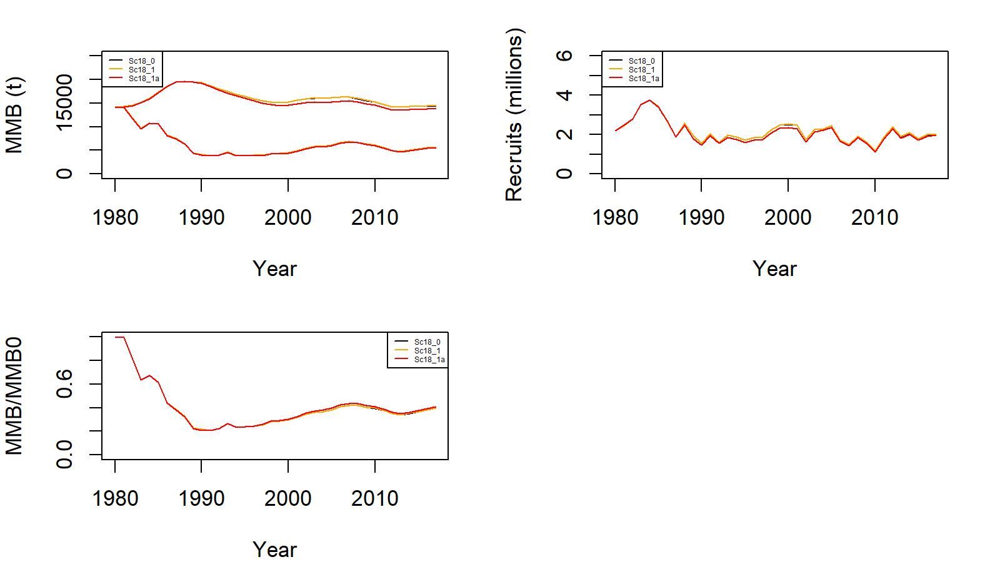 MMB (t)
15000
0
Sc18_0
Sc18_1
Sc18_1a
1980 1990 2000 2010
Year
Recruits (millions)
6
4
2
0
Sc18_0
Sc18_1
Sc18_1a
1980 1990 2000 2010
Year
MMB/MMB0
0.6
0.0
Sc18_0
Sc18_1
Sc18_1a
1980 1990 2000 2010
Year